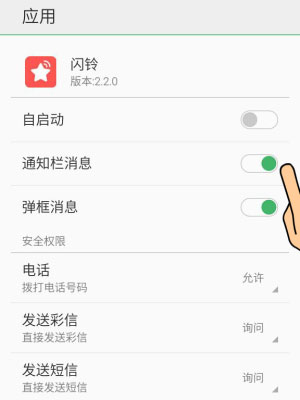 应用
闪铃
版本:2.2.0
自启动
通知栏消息
弹框消息
安全权限
电话
拨打电话号码
允许
发送彩信
直接发送彩信
询问
发送短信
直接发送短信
询问